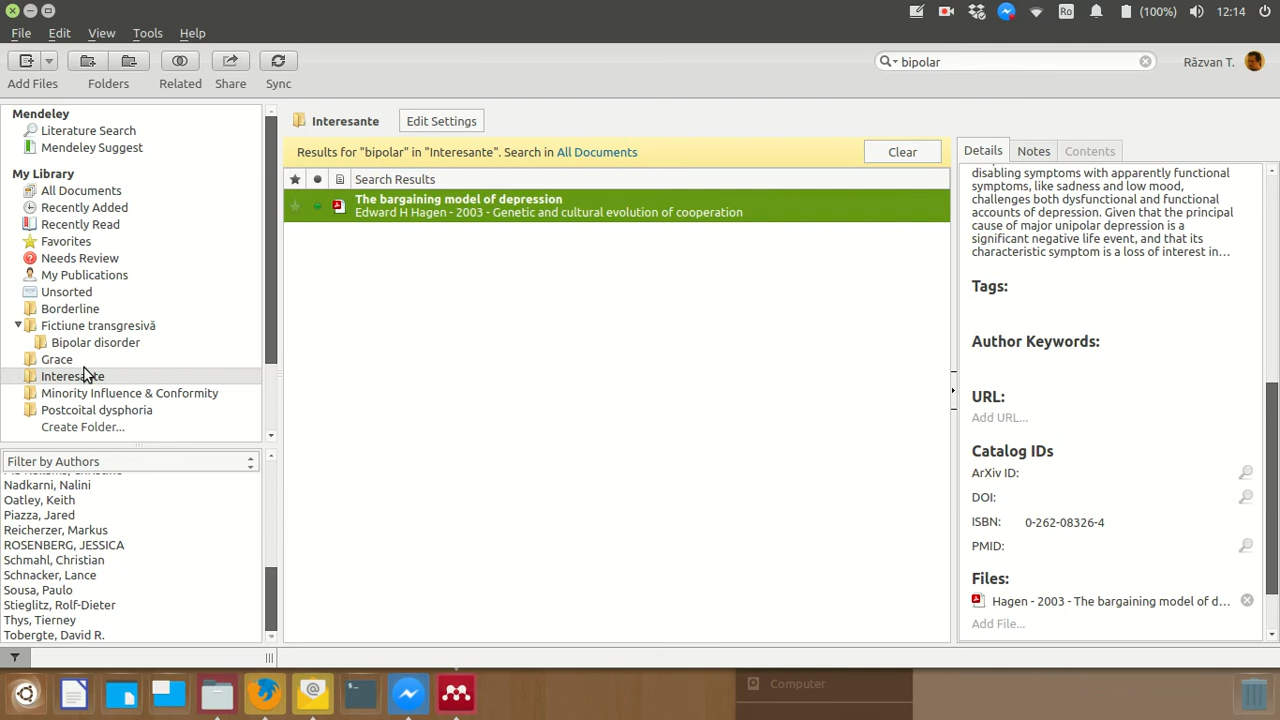 Ro
(100%)
12:14
File Edit View Tools Help
bipolar
Răzvan T.
Add Files Folders Related Share Sync
Mendeley
Literature Search
Mendeley Suggest
My Library
All Documents
Recently Added
Recently Read
Favorites
Needs Review
My Publications
Unsorted
Borderline
Fictiune transgresivă
Bipolar disorder
Grace
Interesante
Minority Influence & Conformity
Postcoital dysphoria
Create Folder...
Filter by Authors
Nadkarni, Nalini
Oatley, Keith
Piazza, Jared
Reicherzer, Markus
ROSENBERG, JESSICA
Schmahl, Christian
Schnacker, Lance
Sousa, Paulo
Stieglitz, Rolf-Dieter
Thys, Tierney
Tobergte, David R.
Interesante
Edit Settings
Results for "bipolar" in "Interesante". Search in All Documents
Clear
Search Results
The bargaining model of depression
Edward H Hagen - 2003 - Genetic and cultural evolution of cooperation
Details Notes Contents
disabling symptoms with apparently functional
symptoms, like sadness and low mood,
challenges both dysfunctional and functional
accounts of depression. Given that the principal
cause of major unipolar depression is a
significant negative life event, and that its
characteristic symptom is a loss of interest in...
Tags:
Author Keywords:
URL:
Add URL...
Catalog IDs
ArXiv ID:
DOI:
ISBN: 0-262-08326-4
PMID:
Files:
Hagen - 2003 - The bargaining model of d...
Add File...
Computer